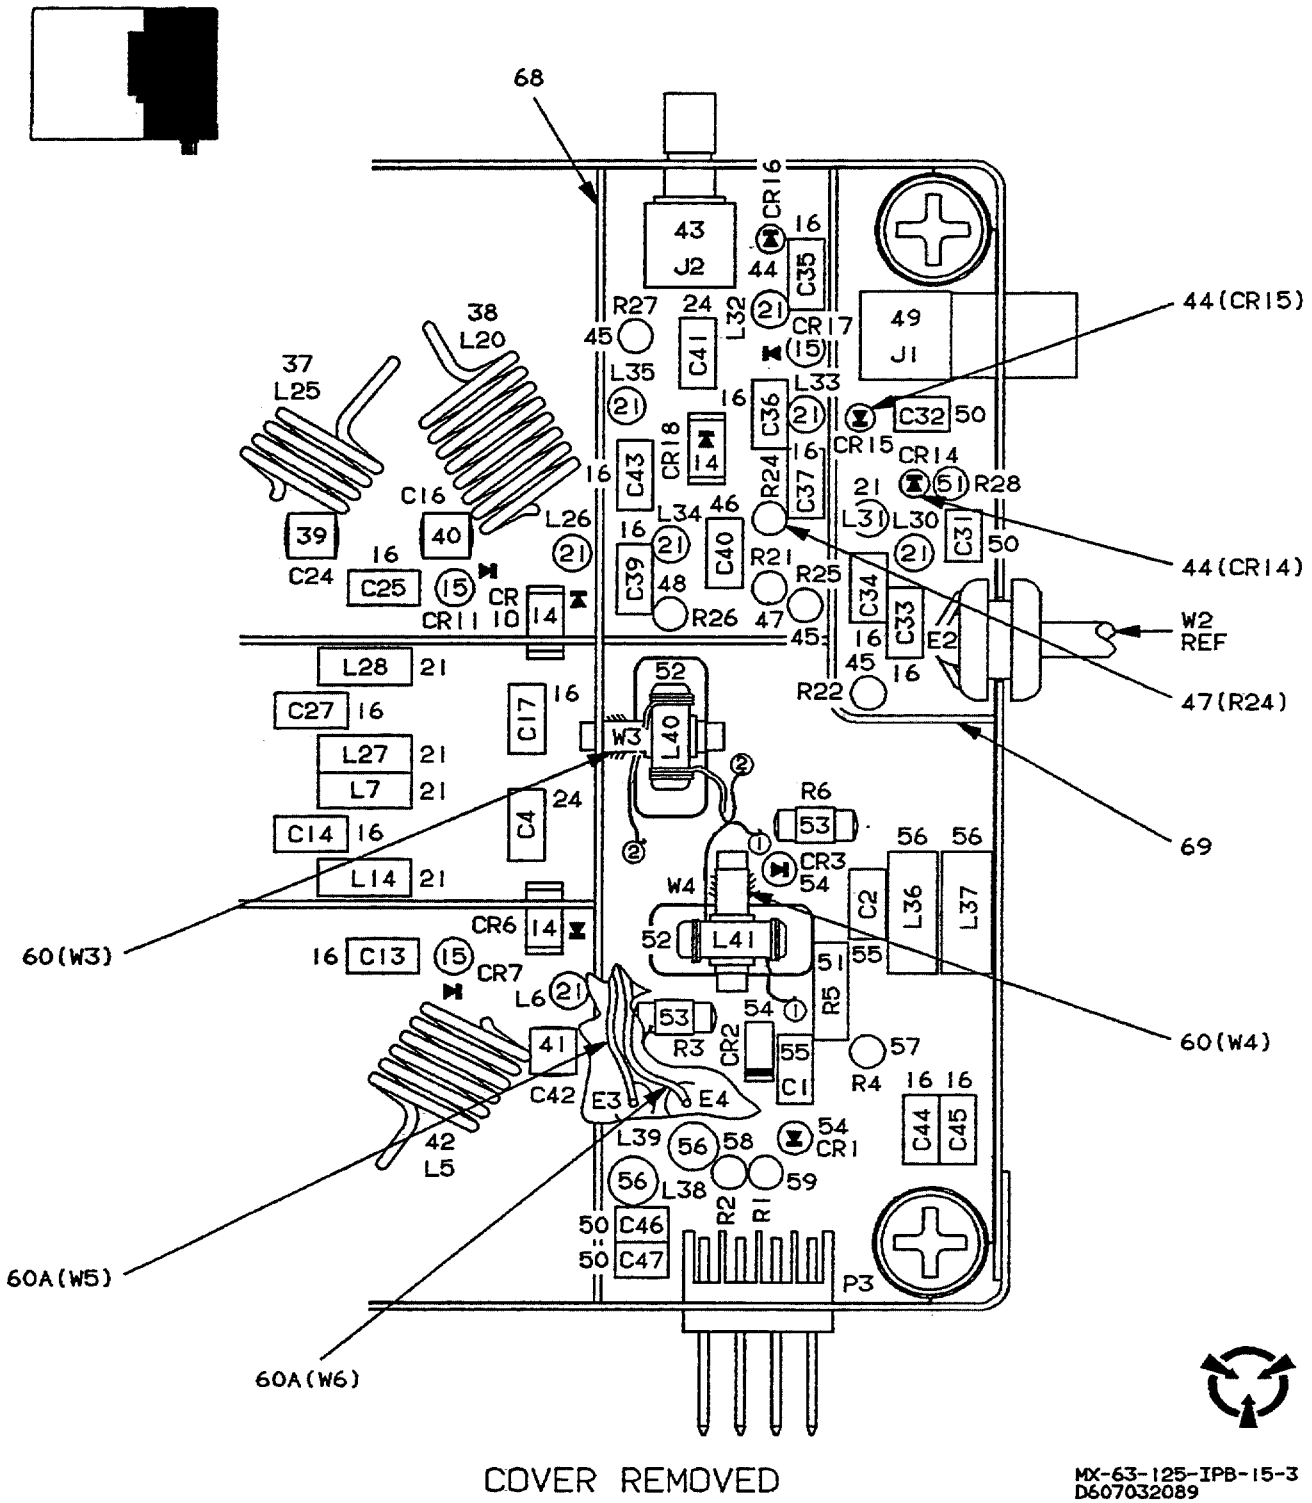 68
CR16
43
J2
16
C35
44
L32
21
CR17
15
49
J1
44(CR15)
R27
45
24
C41
38
L20
37
L25
L35
21
16
C36
L33
21
C32
50
CR15
CR18
14
16
C43
R24
16
C37
CR14
51
R28
C16
39
40
L26
21
16
C39
L34
21
46
C40
21
L31
L30
21
C31
50
C24
16
C25
15
CR11
CR
10
14
48
R26
R21
47
R25
45
C34
16
C33
16
E2
44(CR14)
W2
REF
L28
21
52
45
R22
47(R24)
C27
16
C17
16
W3
L40
L27
21
L7
21
C4
24
2
2
R6
53
C14
16
1
CR3
54
56
56
69
L14
21
W4
C2
L36
L37
CR6
14
52
L41
55
60(W3)
16
C13
15
CR7
51
R5
L6
21
1
53
R3
54
CR2
60(W4)
41
C42
55
C1
57
R4
E3
E4
16
16
C44
C45
42
L5
L39
56
58
54
CR1
56
L38
59
R2
R1
50
C46
50
C47
60A(W5)
P3
60A(W6)
COVER REMOVED
MX-63-125-IPB-15-3
D607032089